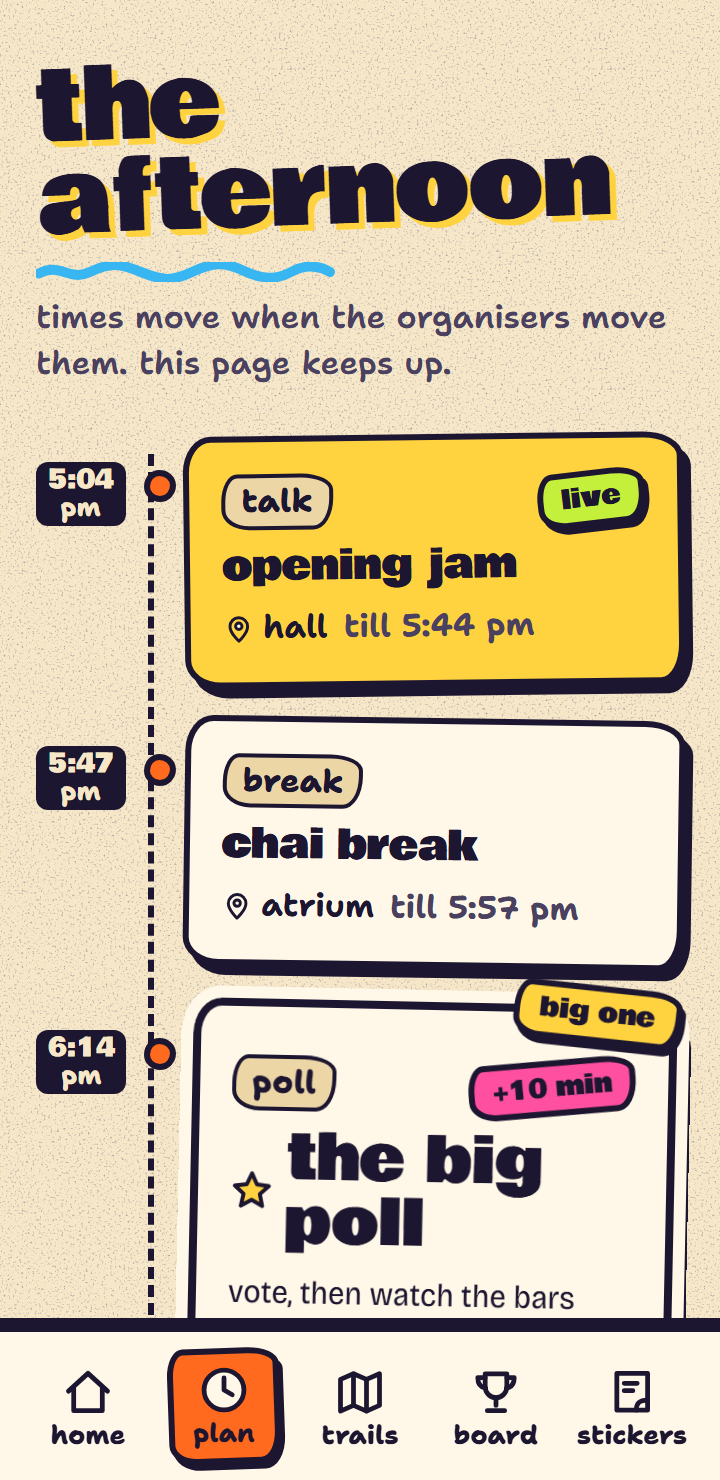 the
afternoon
times move when the organisers move
them. this page keeps up.
5:04
pm
talk
live
opening jam
hall till 5:44 pm
5:47
pm
break
chai break
atrium till 5:57 pm
big one
6:14
pm
poll
+10 min
the big
poll
vote, then watch the bars
home
plan
trails
board
stickers